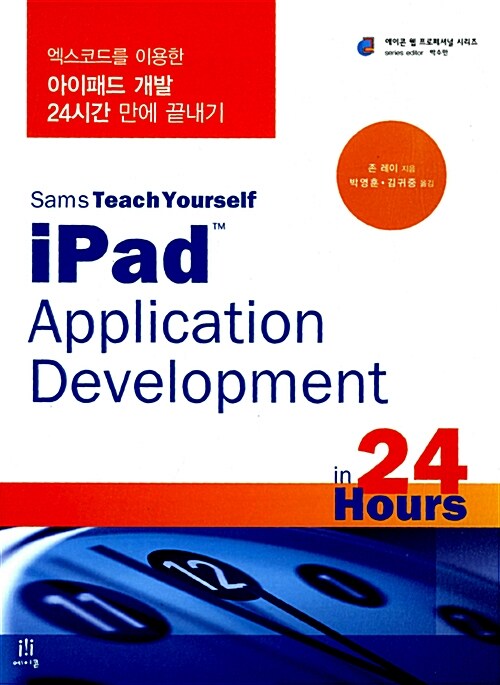 엑스코드를 이용한
아이패드 개발
24시간 만에 끝내기
에이콘 웹 프로페셔널 시리즈
series editor 박수만
존 레이 지음
박영훈 · 김귀중 옮김
Sams Teach Yourself
iPad™
Application
Development
in 24
Hours
11
12
에이콘